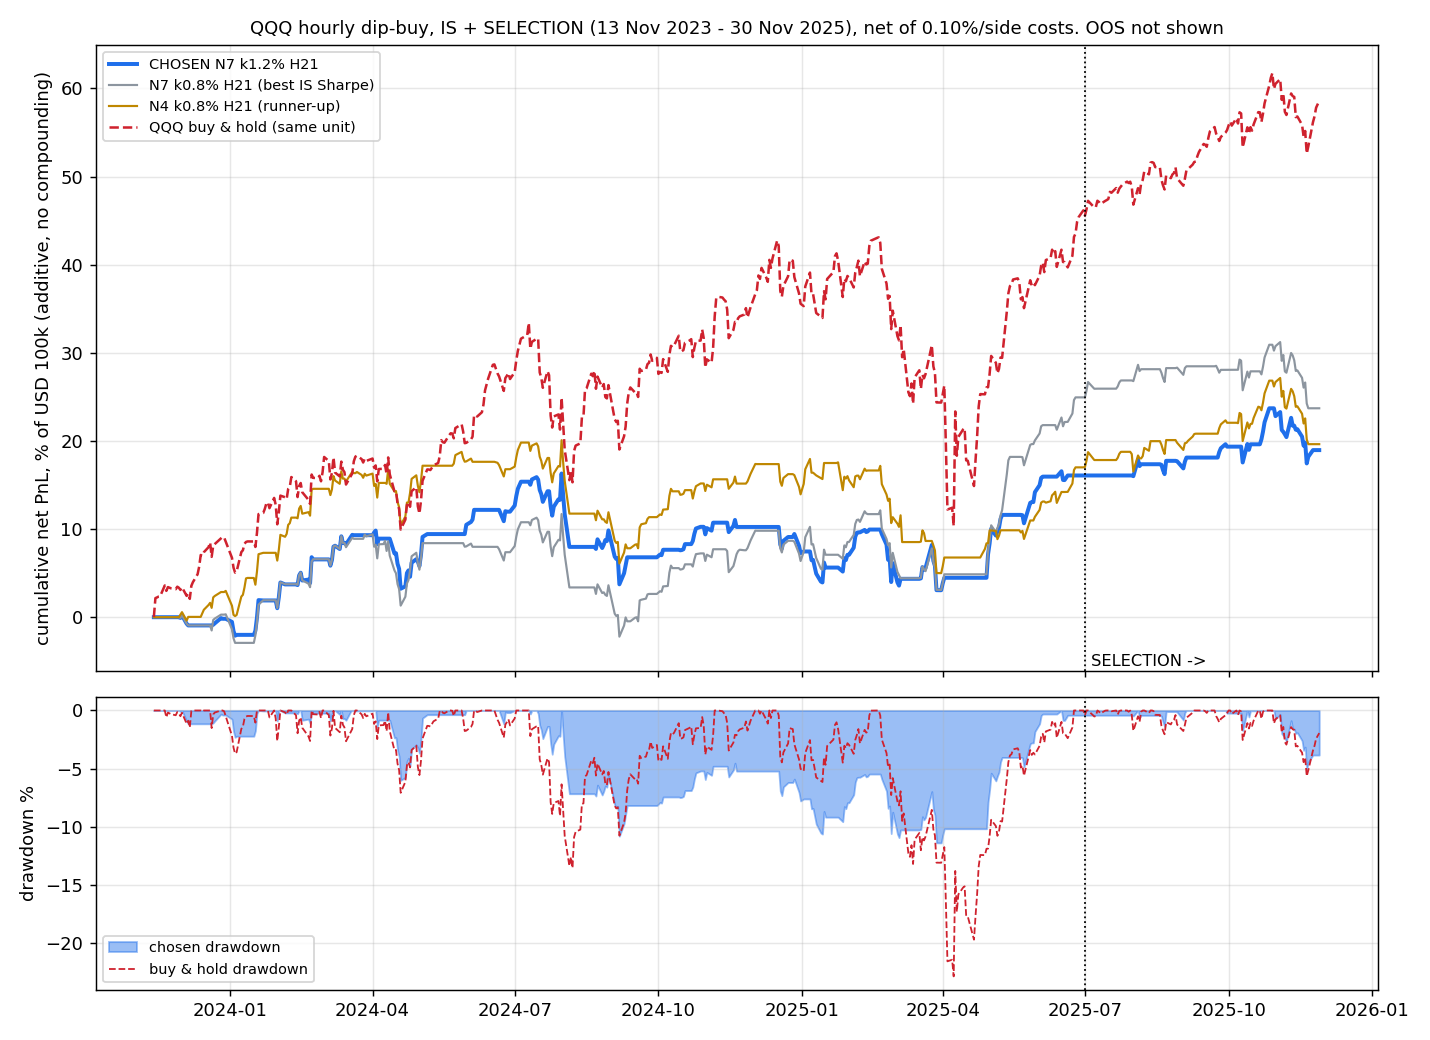 QQQ hourly dip-buy, IS + SELECTION (13 Nov 2023 - 30 Nov 2025), net of 0.10%/side costs. OOS not shown
CHOSEN N7 k1.2% H21
N7 k0.8% H21 (best IS Sharpe)
N4 k0.8% H21 (runner-up)
QQQ buy & hold (same unit)
cumulative net PnL, % of USD 100k (additive, no compounding)
60
50
40
30
20
10
0
SELECTION ->
drawdown %
0
−5
−10
−15
−20
chosen drawdown
buy & hold drawdown
2024-01
2024-04
2024-07
2024-10
2025-01
2025-04
2025-07
2025-10
2026-01